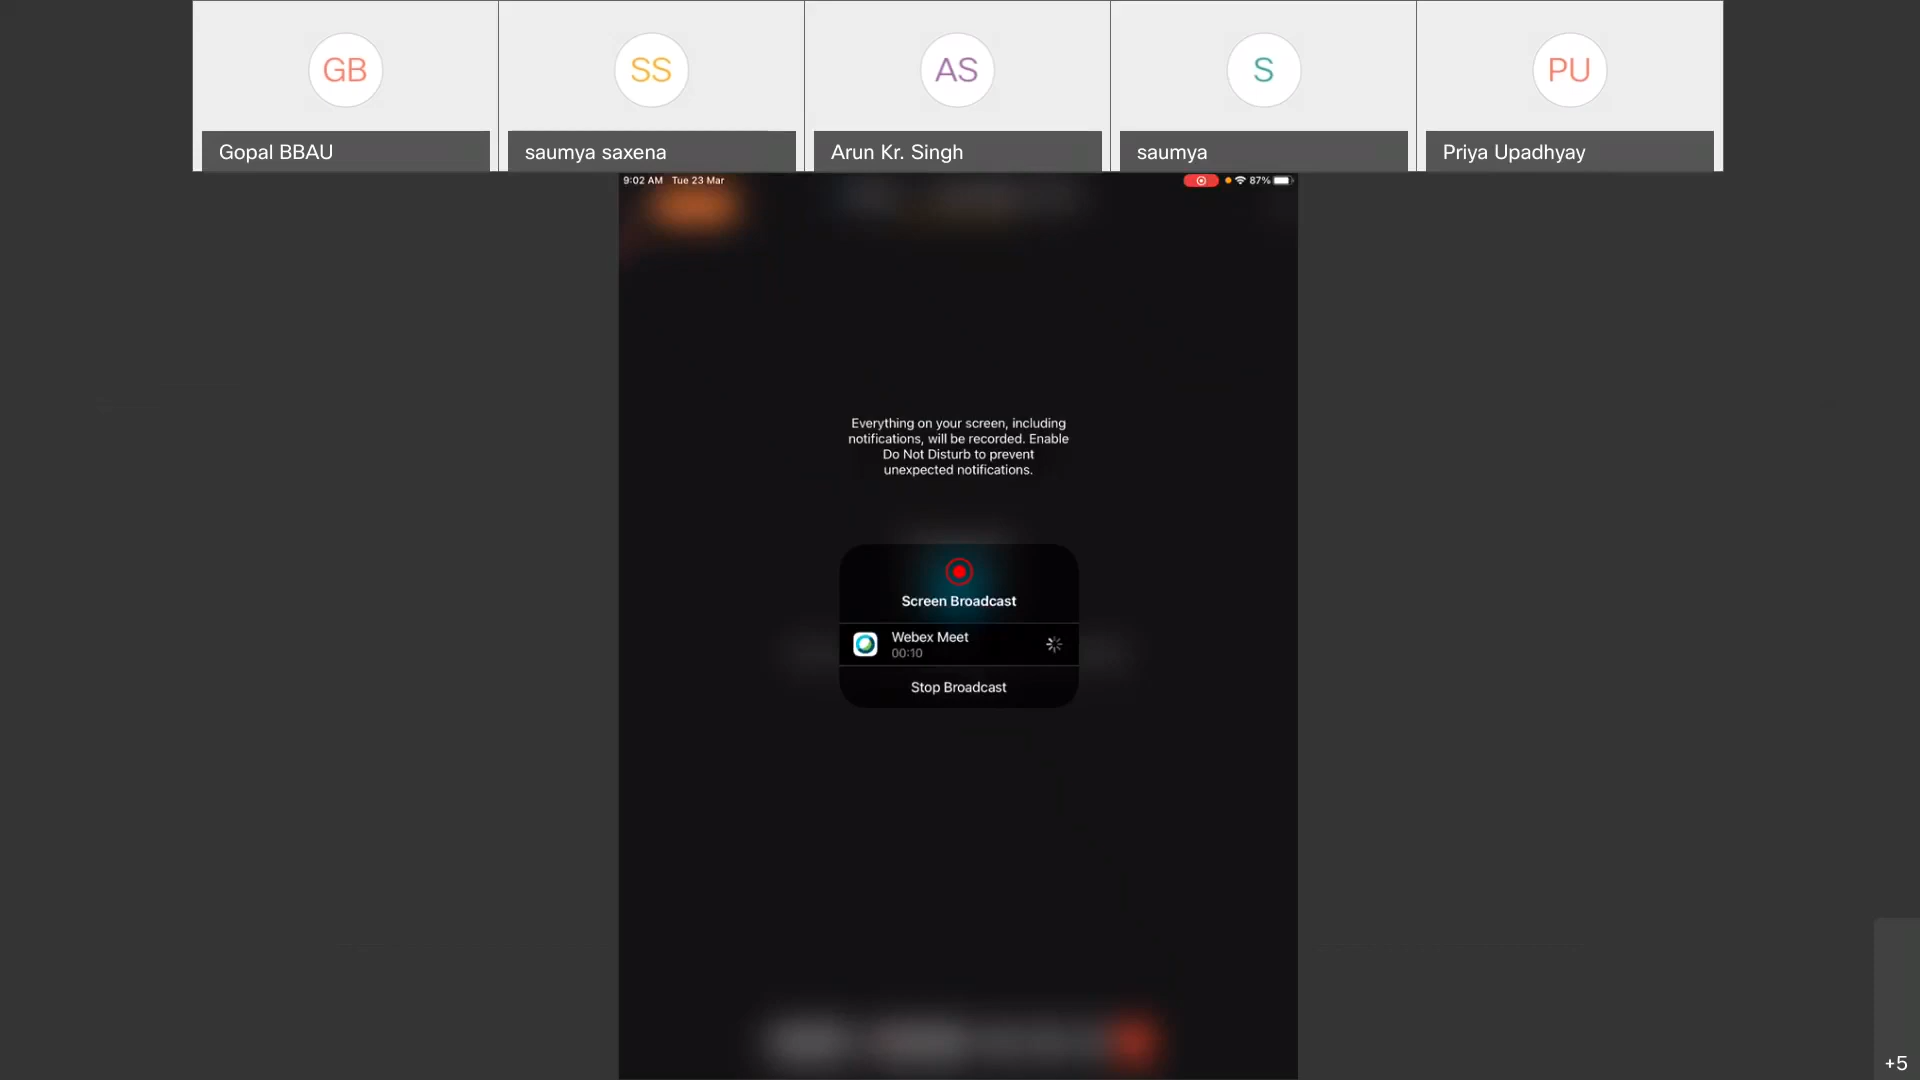 GB
SS
AS
S
PU
Gopal BBAU
saumya saxena
Arun Kr. Singh
saumya
Priya Upadhyay
9:02 AM Tue 23 Mar
87%
Everything on your screen, including
notifications, will be recorded. Enable
Do Not Disturb to prevent
unexpected notifications.
Screen Broadcast
Webex Meet
00:10
Stop Broadcast
+5